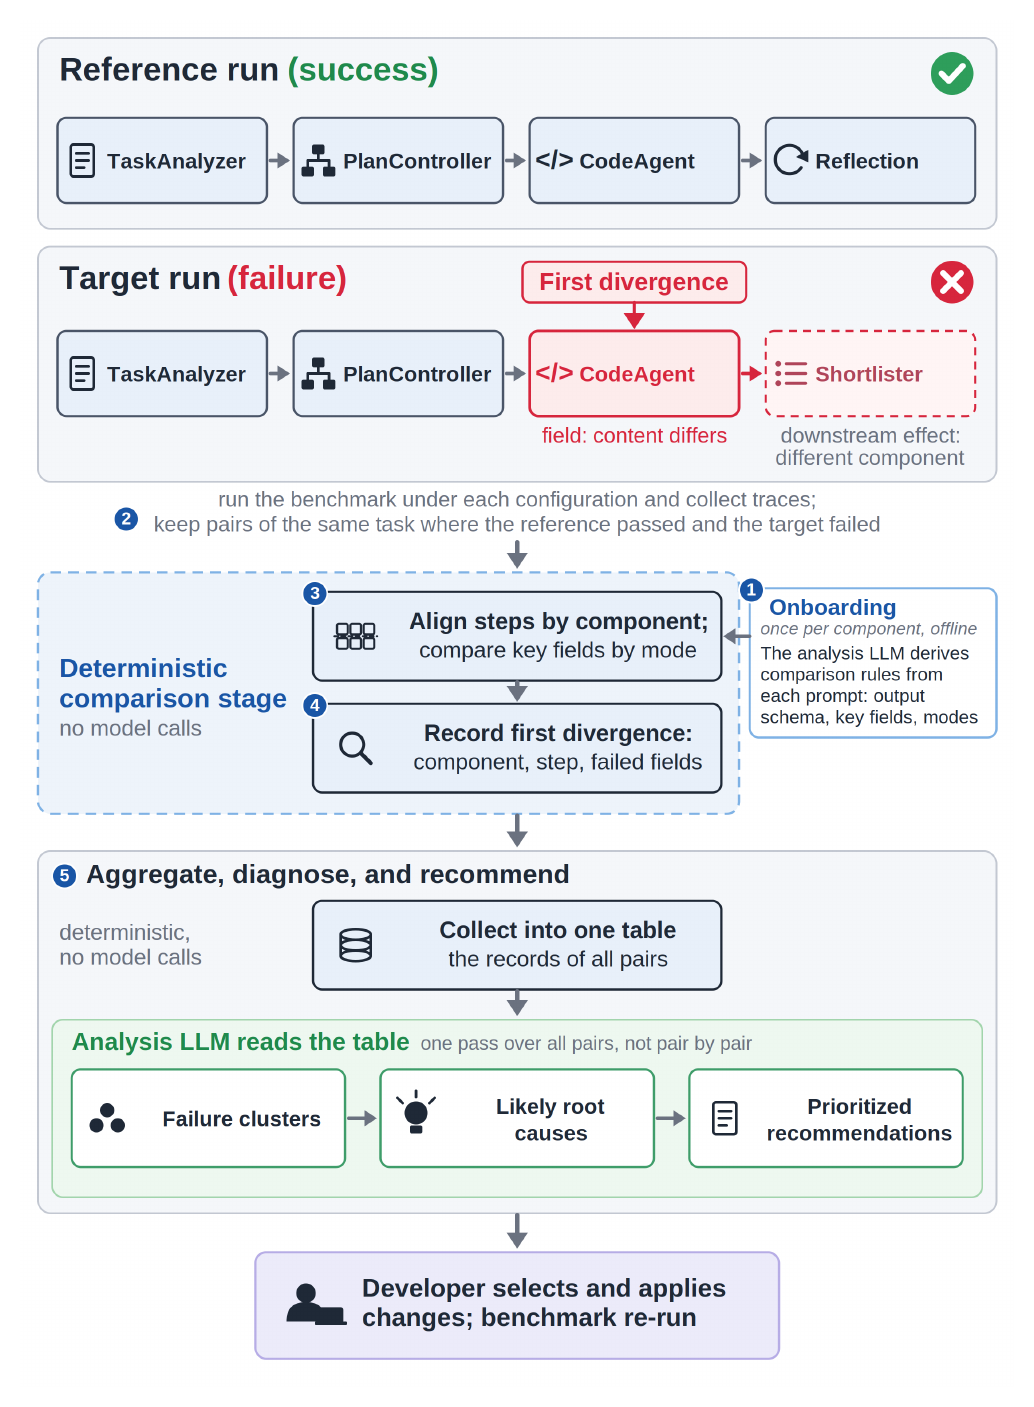 Reference run (success)
TaskAnalyzer
PlanController
</> CodeAgent
Reflection
Target run (failure)
First divergence
TaskAnalyzer
PlanController
</> CodeAgent
Shortlister
field: content differs
downstream effect:
different component
2
run the benchmark under each configuration and collect traces;
keep pairs of the same task where the reference passed and the target failed
Deterministic
comparison stage
no model calls
3
Align steps by component;
compare key fields by mode
4
Record first divergence:
component, step, failed fields
1
Onboarding
once per component, offline
The analysis LLM derives
comparison rules from
each prompt: output
schema, key fields, modes
5 Aggregate, diagnose, and recommend
deterministic,
no model calls
Collect into one table
the records of all pairs
Analysis LLM reads the table one pass over all pairs, not pair by pair
Failure clusters
Likely root
causes
Prioritized
recommendations
Developer selects and applies
changes; benchmark re-run